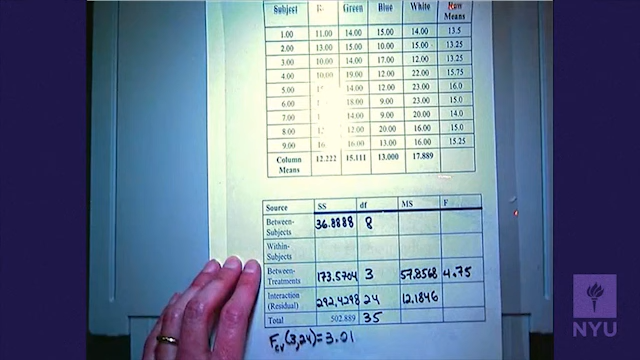 Subject Green Blue White Row Means
1.00 11.00 14.00 15.00 14.00 13.5
2.00 13.00 15.00 10.00 15.00 13.25
3.00 10.00 14.00 17.00 12.00 13.25
4.00 10.00 19.00 12.00 22.00 15.75
5.00 14.00 12.00 23.00 16.0
6.00 18.00 9.00 23.00 15.0
7.00 14.00 9.00 20.00 14.0
8.00 12.00 20.00 16.00 15.0
9.00 16 16.00 13.00 16.00 15.25
Column Means 12.222 15.111 13.000 17.889
Source SS df MS F
Between-Subjects 36.8888 8
Within-Subjects
Between-Treatments 173.5704 3 57.8568 4.75
Interaction (Residual) 292.4298 24 12.1846
Total 502.889 35
Fcv(3,24)=3.01
NYU